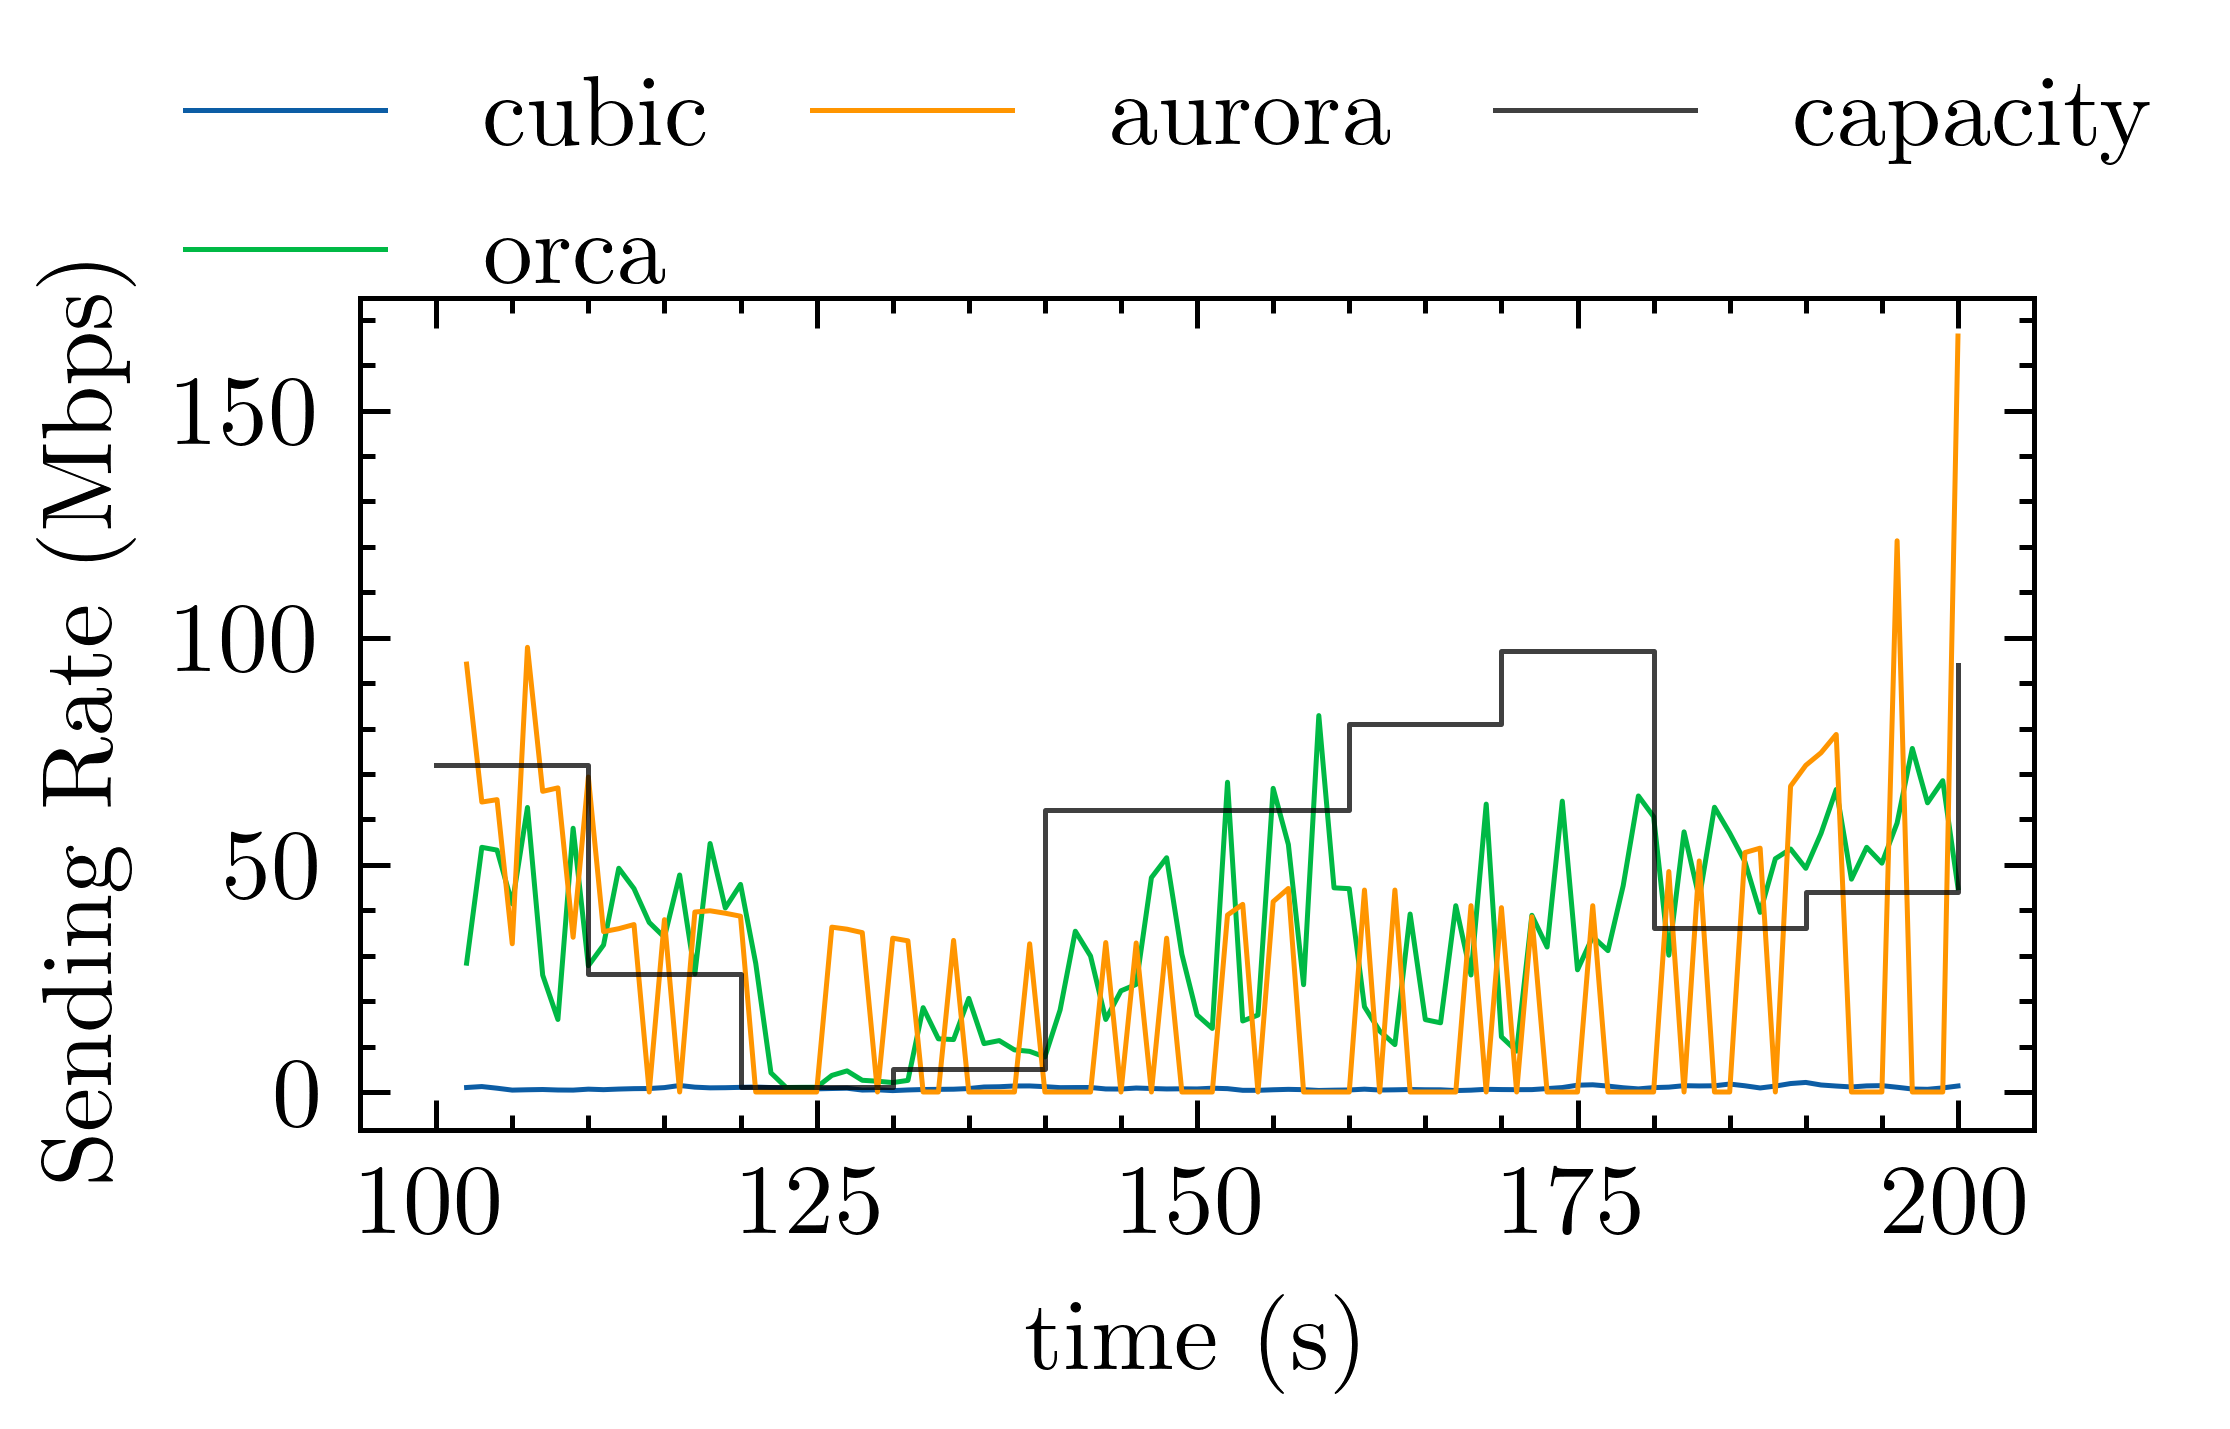 cubic aurora capacity
orca
Sending Rate (Mbps)
150
100
50
0
100 125 150 175 200
time (s)